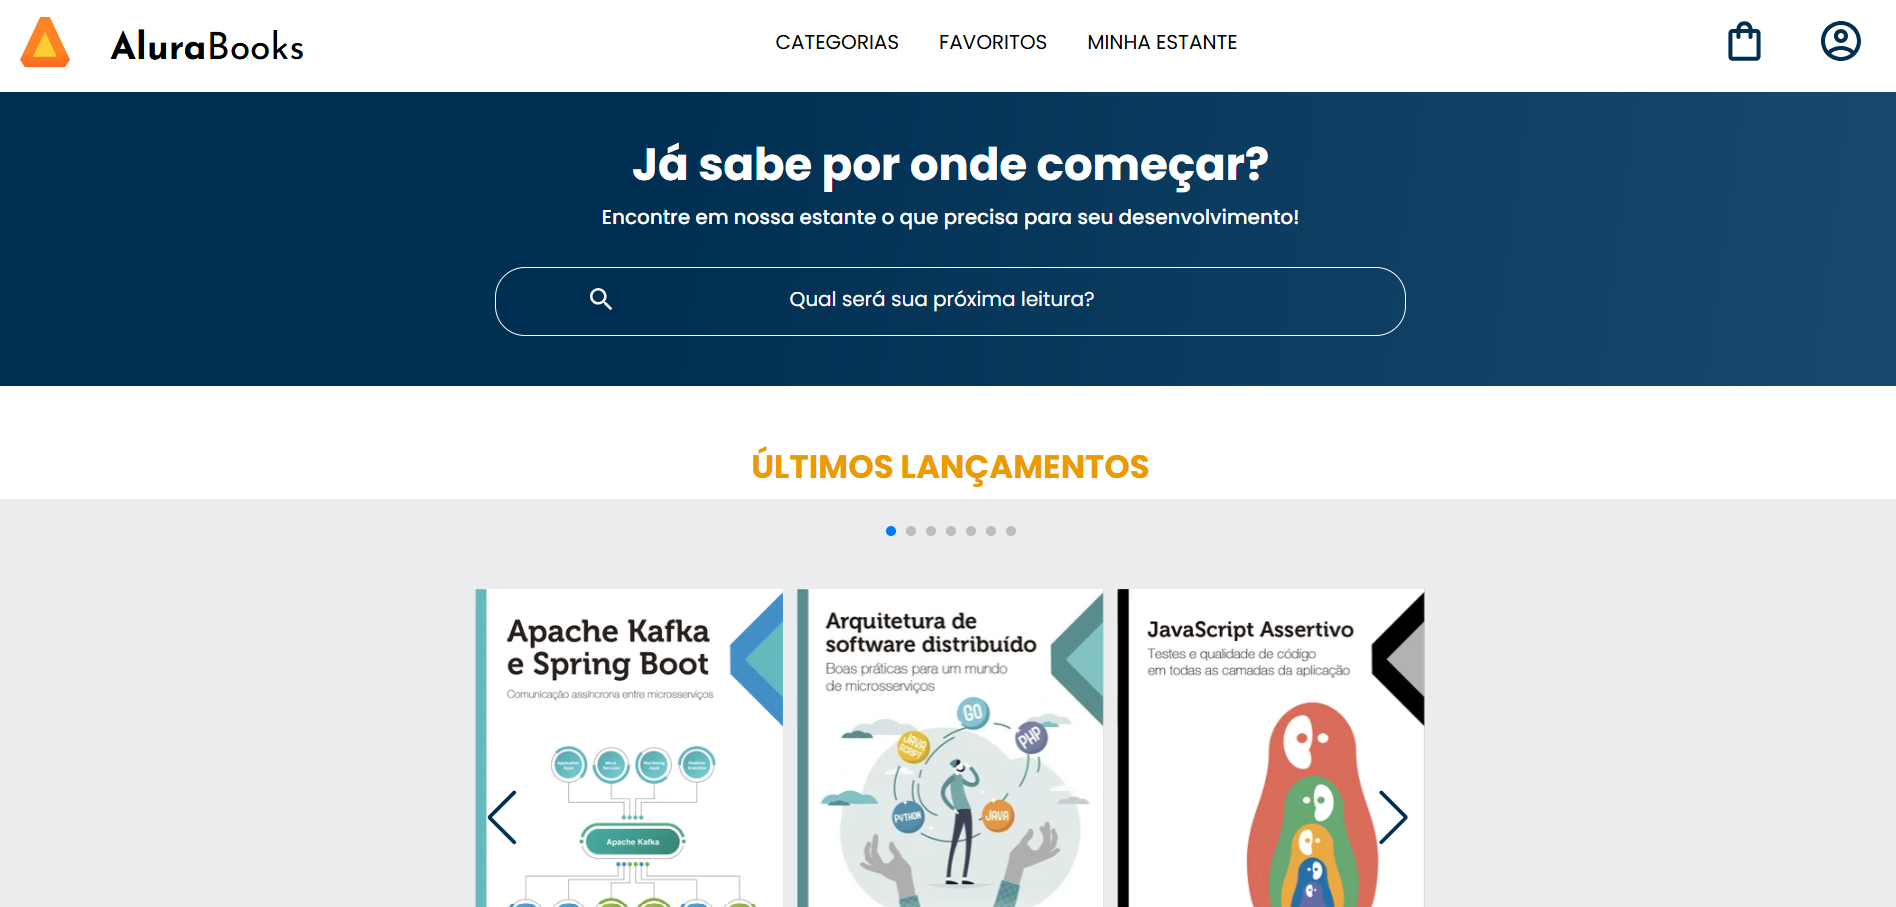 AluraBooks
CATEGORIAS
FAVORITOS
MINHA ESTANTE
Já sabe por onde começar?
Encontre em nossa estante o que precisa para seu desenvolvimento!
Qual será sua próxima leitura?
ÚLTIMOS LANÇAMENTOS
Apache Kafka
e Spring Boot
Comunicação assíncrona entre microsserviços
Apache Kafka
Arquitetura de
software distribuído
Boas práticas para um mundo
de microsserviços
GO
JAVA
SCRIPT
PHP
PYTHON
JAVA
JavaScript Assertivo
Testes e qualidade de código
em todas as camadas da aplicação